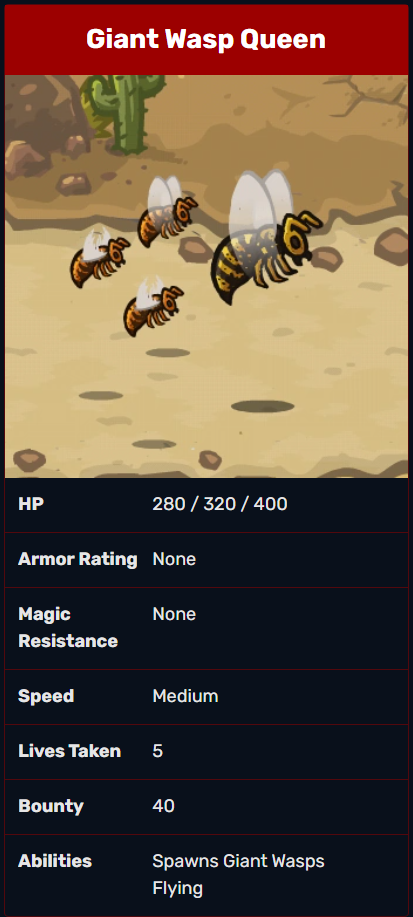 Giant Wasp Queen
HP 280 / 320 / 400
Armor Rating None
Magic None
Resistance
Speed Medium
Lives Taken 5
Bounty 40
Abilities Spawns Giant Wasps
Flying